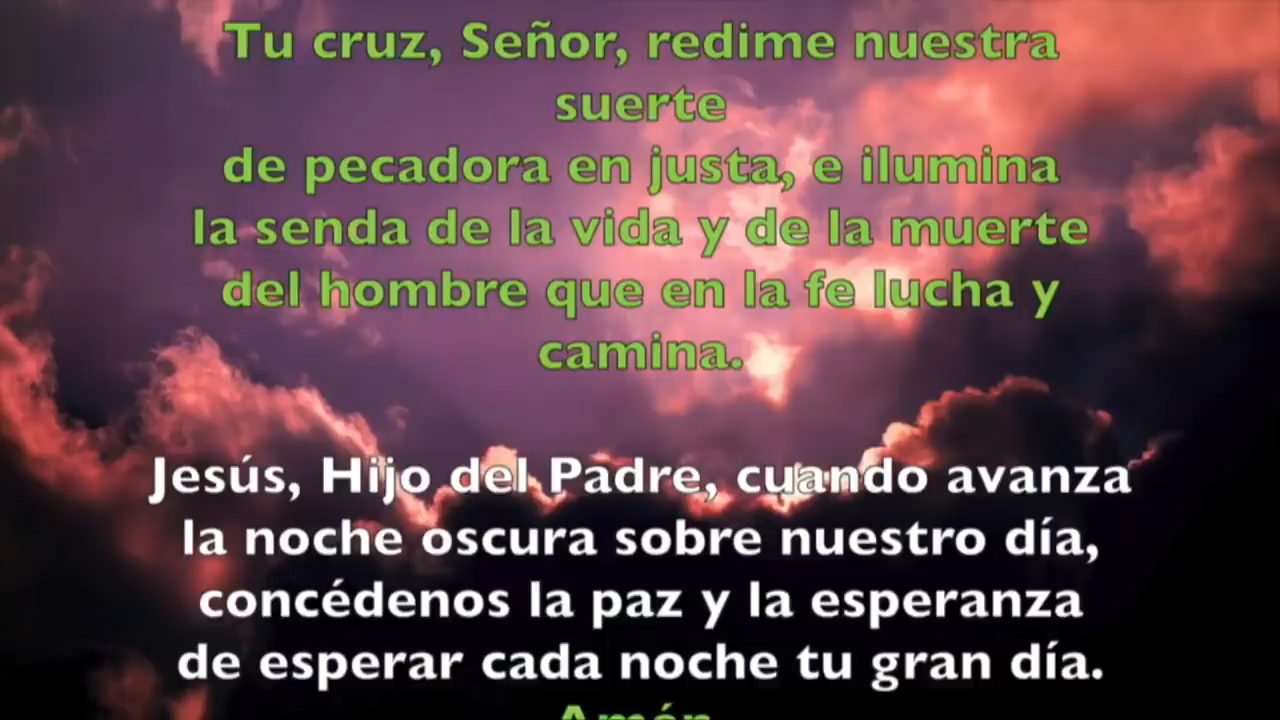 Tu cruz, Señor, redime nuestra
suerte
de pecadora en justa, e ilumina
la senda de la vida y de la muerte
del hombre que en la fe lucha y
camina.
Jesús, Hijo del Padre, cuando avanza
la noche oscura sobre nuestro día,
concédenos la paz y la esperanza
de esperar cada noche tu gran día.
Amén.